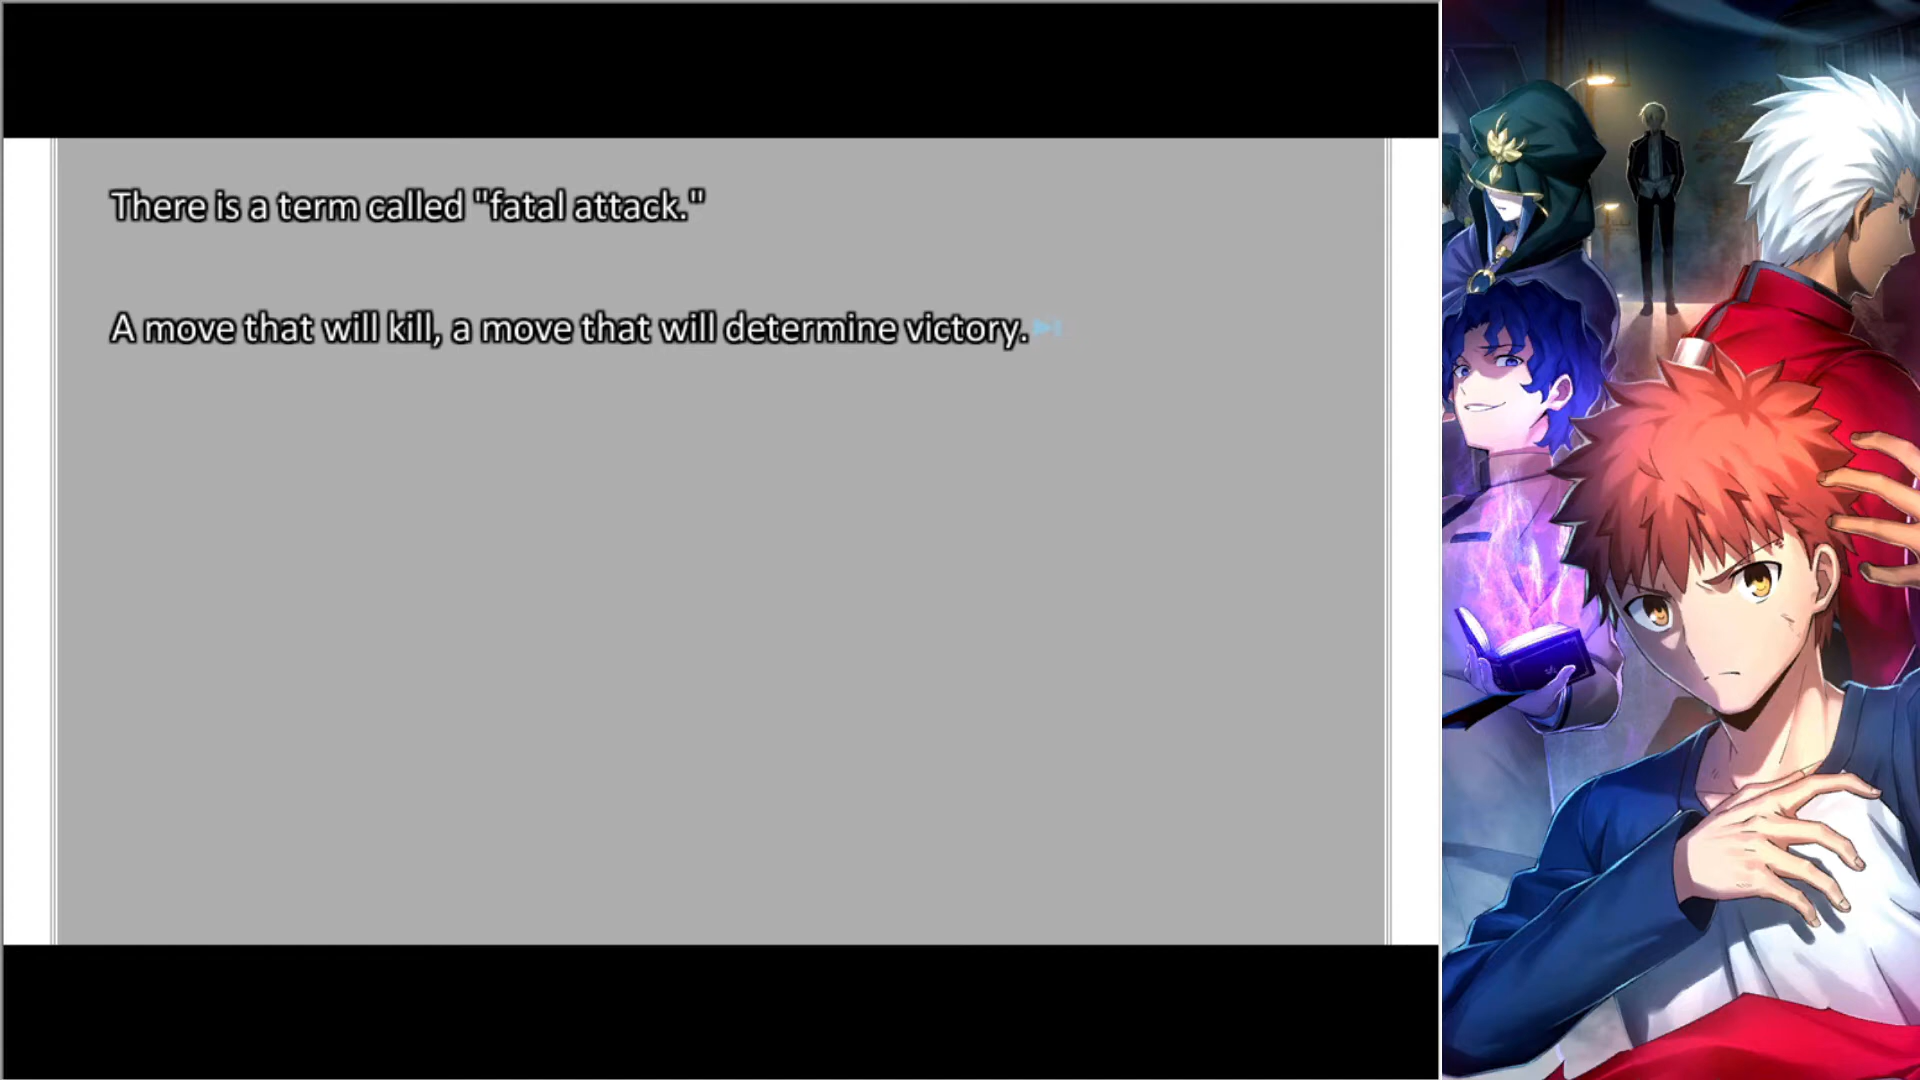 There is a term called "fatal attack."
A move that will kill, a move that will determine victory.